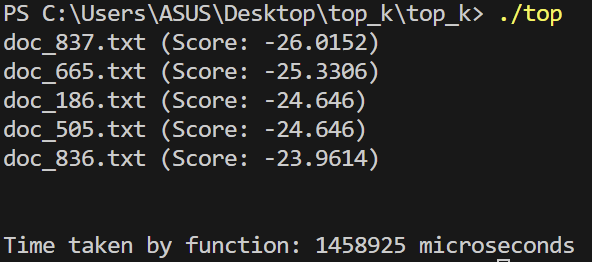 PS C:\Users\ASUS\Desktop\top_k\top_k> ./top
doc_837.txt (Score: -26.0152)
doc_665.txt (Score: -25.3306)
doc_186.txt (Score: -24.646)
doc_505.txt (Score: -24.646)
doc_836.txt (Score: -23.9614)
Time taken by function: 1458925 microseconds